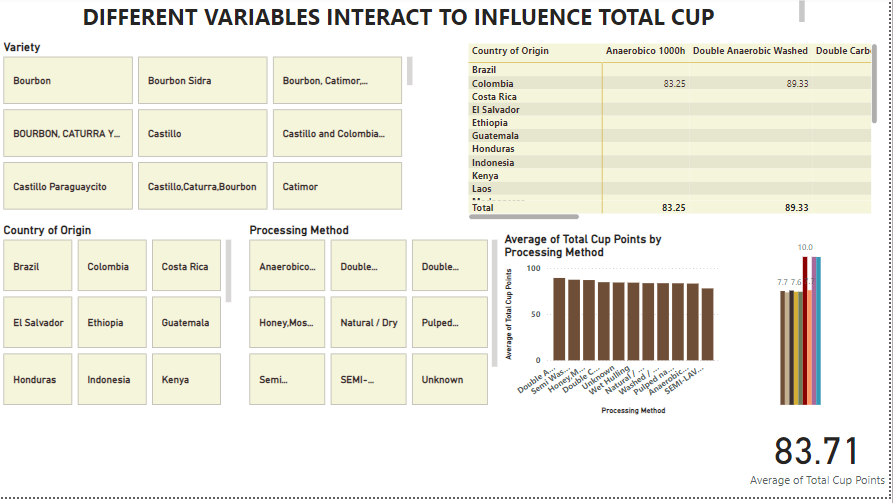 DIFFERENT VARIABLES INTERACT TO INFLUENCE TOTAL CUP
Variety
Bourbon
Bourbon Sidra
Bourbon, Catimor,...
BOURBON, CATURRA Y...
Castillo
Castillo and Colombia...
Castillo Paraguaycito
Castillo,Caturra,Bourbon
Catimor
Country of Origin Anaerobico 1000h Double Anaerobic Washed Double Carb
Brazil
Colombia 83.25 89.33
Costa Rica
El Salvador
Ethiopia
Guatemala
Honduras
Indonesia
Kenya
Laos
Total 83.25 89.33
Country of Origin
Brazil
Colombia
Costa Rica
El Salvador
Ethiopia
Guatemala
Honduras
Indonesia
Kenya
Processing Method
Anaerobico...
Double...
Double...
Honey,Mos...
Natural / Dry
Pulped...
Semi...
SEMI-...
Unknown
Average of Total Cup Points by
Processing Method
Average of Total Cup Points
100
50
0
Double A...
Semi Was...
Honey,M...
Double C...
Unknown
Wet Hulling
Natural / ...
Washed / ...
Pulped na...
Anaerobic...
SEMI-LAV...
Processing Method
10.0
7.7 7.6
83.71
Average of Total Cup Points